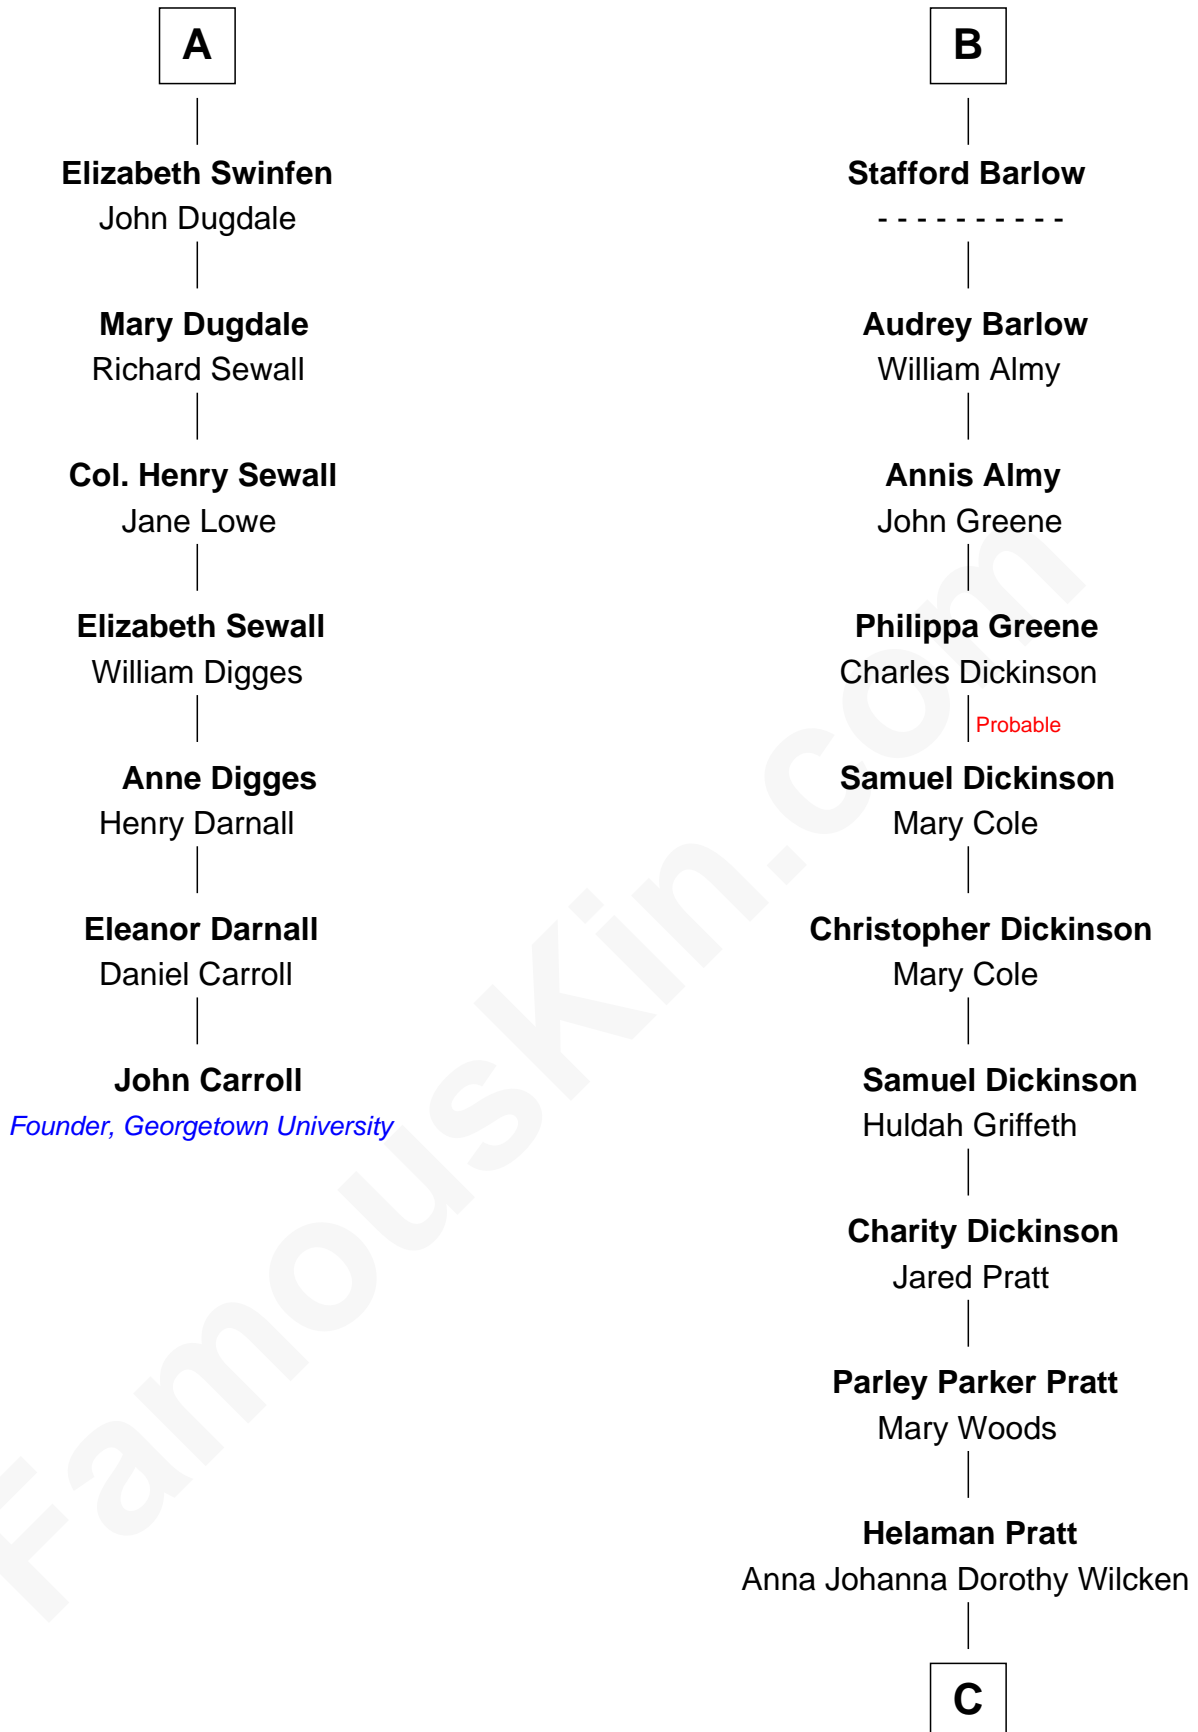 A
Elizabeth Swinfen
John Dugdale
Mary Dugdale
Richard Sewall
Col. Henry Sewall
Jane Lowe
Elizabeth Sewall
William Digges
Anne Digges
Henry Darnall
Eleanor Darnall
Daniel Carroll
John Carroll
Founder, Georgetown University
B
Stafford Barlow
- - - - - - - - - -
Audrey Barlow
William Almy
Annis Almy
John Greene
Philippa Greene
Charles Dickinson
Probable
Samuel Dickinson
Mary Cole
Christopher Dickinson
Mary Cole
Samuel Dickinson
Huldah Griffeth
Charity Dickinson
Jared Pratt
Parley Parker Pratt
Mary Woods
Helaman Pratt
Anna Johanna Dorothy Wilcken
C
FamousKin.com